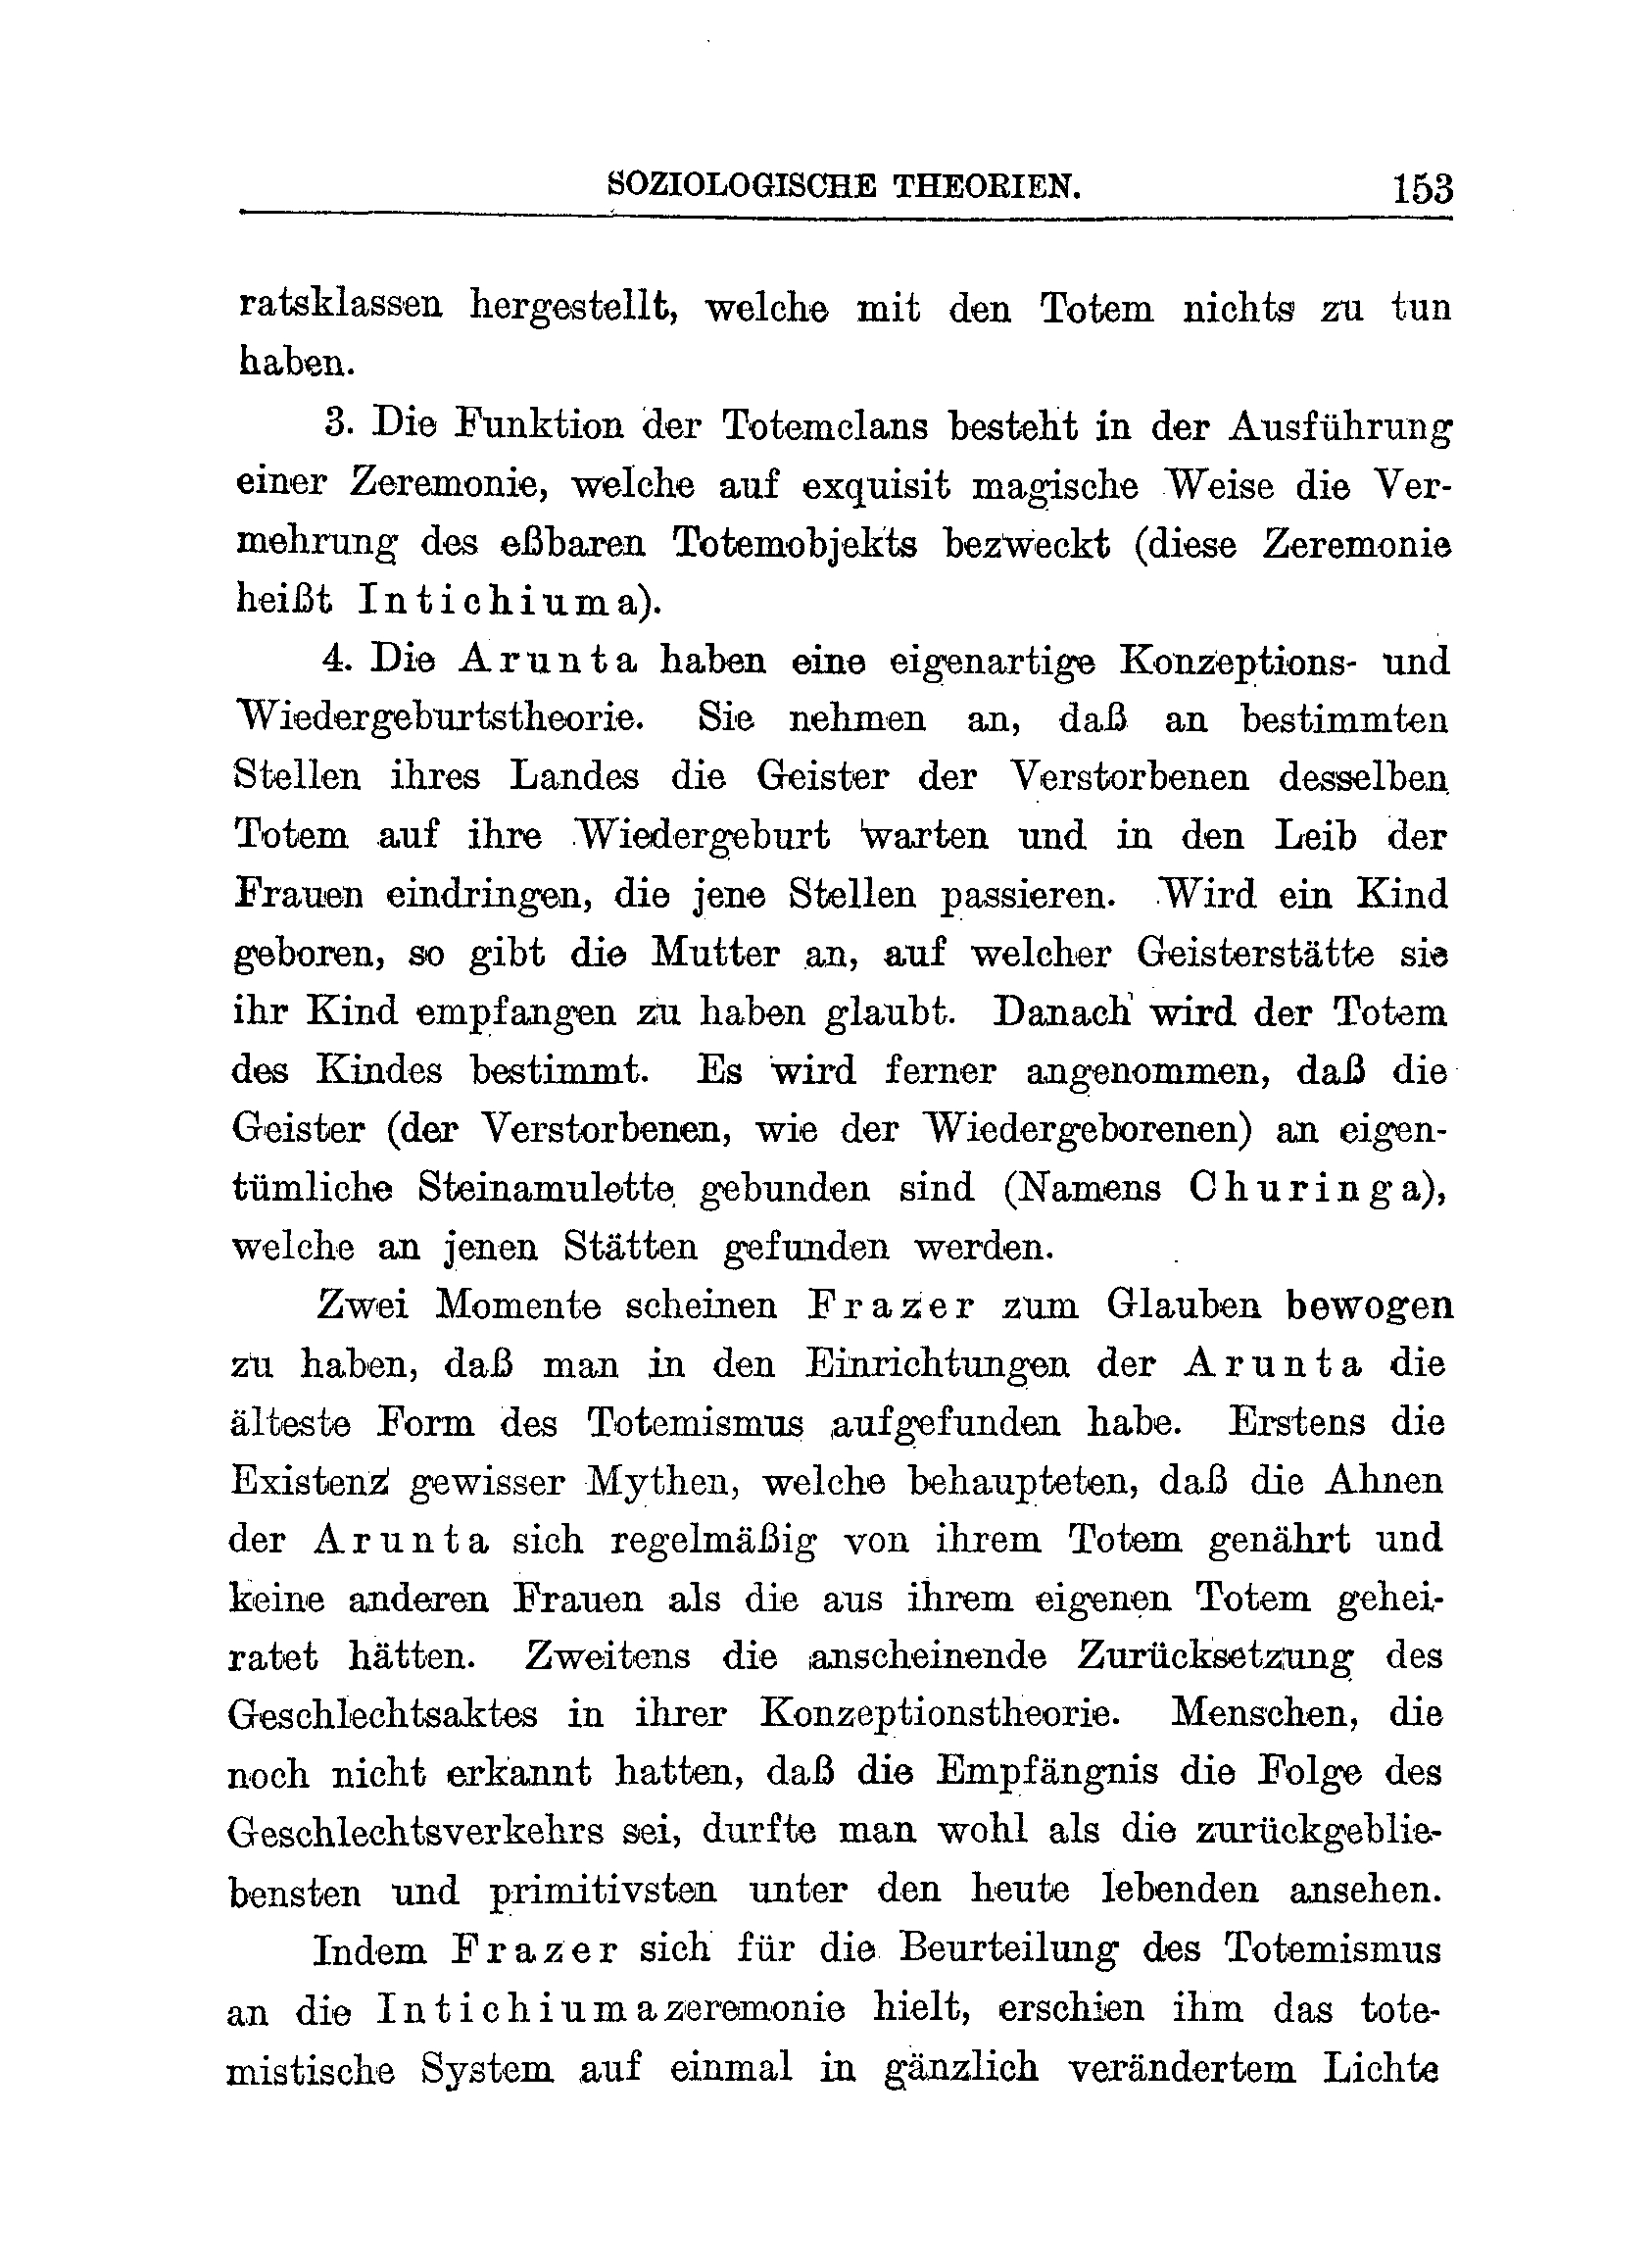 SOZIOLOGISCHE THEORIEN. 153
ratsklassen hergestellt, welche mit den Totem nichts zu tun
haben.
3. Die Funktion der Totemclans besteht in der Ausführung
einer Zeremonie, welche auf exquisit magische Weise die Ver-
mehrung des eßbaren Totemobjekts bezweckt (diese Zeremonie
heißt Intichiuma).
4. Die Arunta haben eine eigenartige Konzeptions- und
Wiedergeburtstheorie. Sie nehmen an, daß an bestimmten
Stellen ihres Landes die Geister der Verstorbenen desselben
Totem auf ihre Wiedergeburt warten und in den Leib der
Frauen eindringen, die jene Stellen passieren. Wird ein Kind
geboren, so gibt die Mutter an, auf welcher Geisterstätte sie
ihr Kind empfangen zu haben glaubt. Danach wird der Totem
des Kindes bestimmt. Es wird ferner angenommen, daß die
Geister (der Verstorbenen, wie der Wiedergeborenen) an eigen-
tümliche Steinamulette gebunden sind (Namens Churinga),
welche an jenen Stätten gefunden werden.
Zwei Momente scheinen Frazer zum Glauben bewogen
zu haben, daß man in den Einrichtungen der Arunta die
älteste Form des Totemismus aufgefunden habe. Erstens die
Existenz gewisser Mythen, welche behaupteten, daß die Ahnen
der Arunta sich regelmäßig von ihrem Totem genährt und
keine anderen Frauen als die aus ihrem eigenen Totem gehei-
ratet hätten. Zweitens die anscheinende Zurücksetzung des
Geschlechtsaktes in ihrer Konzeptionstheorie. Menschen, die
noch nicht erkannt hatten, daß die Empfängnis die Folge des
Geschlechtsverkehrs sei, durfte man wohl als die zurückgeblie-
bensten und primitivsten unter den heute lebenden ansehen.
Indem Frazer sich für die Beurteilung des Totemismus
an die Intichiumazeremonie hielt, erschien ihm das tote-
mistische System auf einmal in gänzlich verändertem Lichte